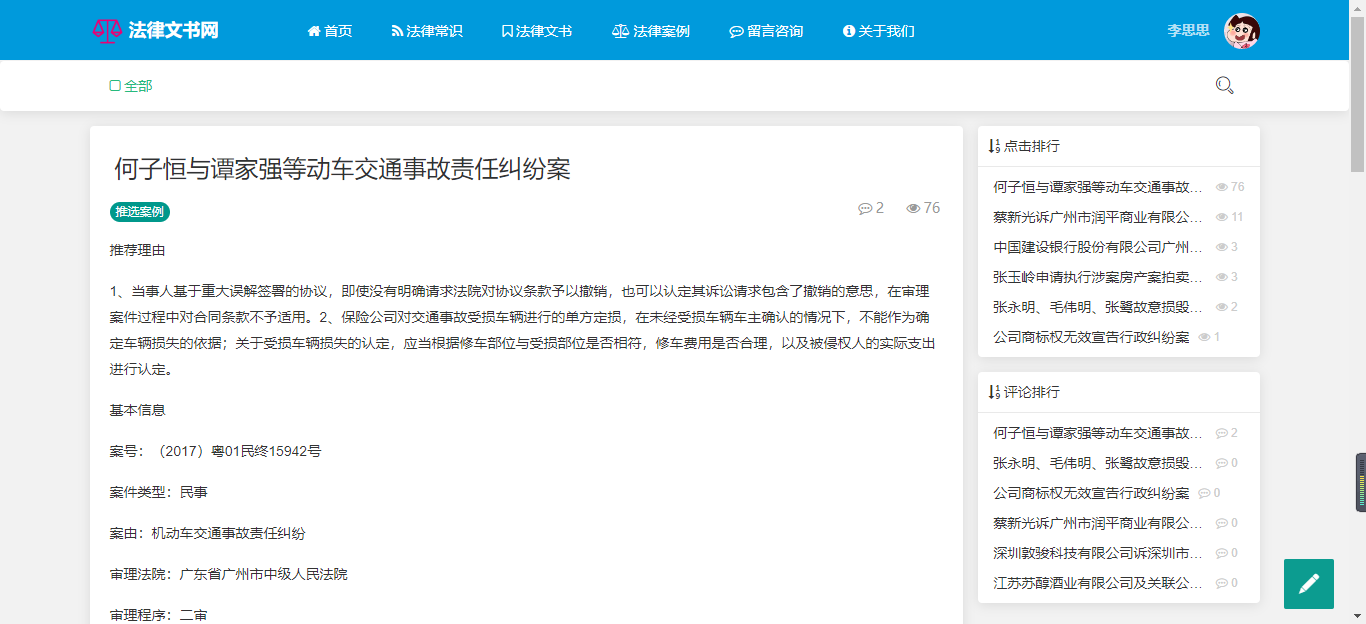 法律文书网
首页
法律常识
法律文书
法律案例
留言咨询
关于我们
李思思
全部
何子恒与谭家强等动车交通事故责任纠纷案
推选案例
2
76
推荐理由
1、当事人基于重大误解签署的协议，即使没有明确请求法院对协议条款予以撤销，也可以认定其诉讼请求包含了撤销的意思，在审理
案件过程中对合同条款不予适用。2、保险公司对交通事故受损车辆进行的单方定损，在未经受损车辆车主确认的情况下，不能作为确
定车辆损失的依据；关于受损车辆损失的认定，应当根据修车部位与受损部位是否相符，修车费用是否合理，以及被侵权人的实际支出
进行认定。
基本信息
案号：（2017）粤01民终15942号
案件类型：民事
案由：机动车交通事故责任纠纷
审理法院：广东省广州市中级人民法院
审理程序：二审
点击排行
何子恒与谭家强等动车交通事故... 76
蔡新光诉广州市润平商业有限公... 11
中国建设银行股份有限公司广州... 3
张玉岭申请执行涉案房产案拍卖... 3
张永明、毛伟明、张鹭故意损毁... 2
公司商标权无效宣告行政纠纷案 1
评论排行
何子恒与谭家强等动车交通事故... 2
张永明、毛伟明、张鹭故意损毁... 0
公司商标权无效宣告行政纠纷案 0
蔡新光诉广州市润平商业有限公... 0
深圳敦骏科技有限公司诉深圳市... 0
江苏苏醇酒业有限公司及关联公... 0